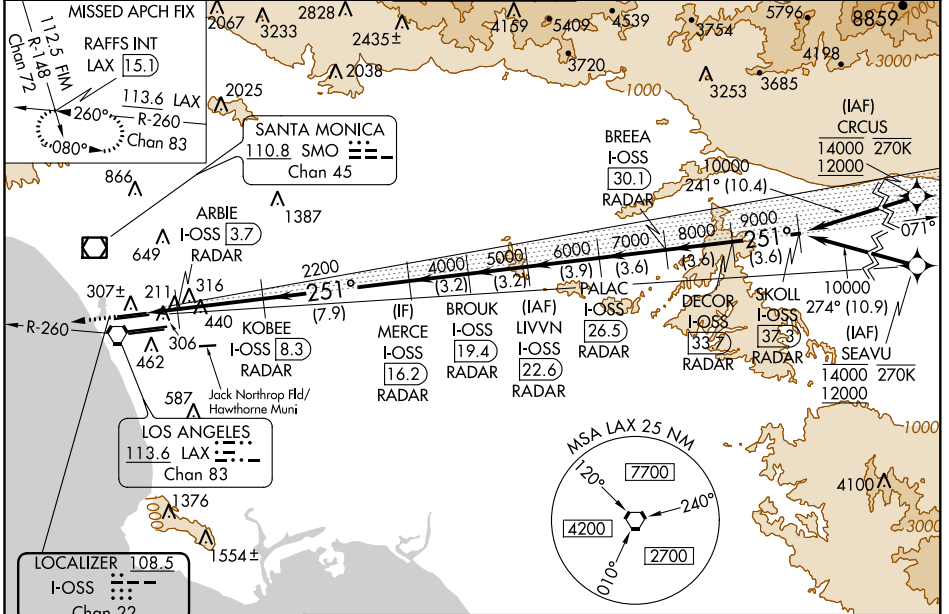 MISSED APCH FIX
112.5 FIM
R-148
Chan 72
RAFFS INT
LAX 15.1
113.6 LAX
260° R-260
Chan 83
080°
2067
3233
2828
2435±
2038
2025
4159
5409
4539
3720
3754
5796
8859
4198
3253
3685
3000
1000
SANTA MONICA
110.8 SMO
Chan 45
866
649
1387
ARBIE
I-OSS 3.7
RADAR
BREEA
I-OSS
30.1
RADAR
(IAF)
CRCUS
14000 270K
12000
10000
241° (10.4)
071°
307±
211
316
440
462
306
587
R-260
2200
251°
(7.9)
4000
(3.2)
5000
(3.2)
6000
(3.9)
7000
(3.6)
8000
(3.6)
9000
(3.6)
251°
10000
274° (10.9)
KOBEE
I-OSS 8.3
RADAR
(IF)
MERCE
I-OSS
16.2
RADAR
BROUK
I-OSS
19.4
RADAR
(IAF)
LIVVN
I-OSS
22.6
RADAR
PALAC
I-OSS
26.5
RADAR
DECOR
I-OSS
33.7
RADAR
SKOLL
I-OSS
37.3
RADAR
(IAF)
SEAVU
14000 270K
12000
Jack Northrop Fld/
Hawthorne Muni
LOS ANGELES
113.6 LAX
Chan 83
1376
1554±
LOCALIZER 108.5
I-OSS
Chan 22
MSA LAX 25 NM
120°
7700
240°
4200
2700
010°
1000
4100
3000